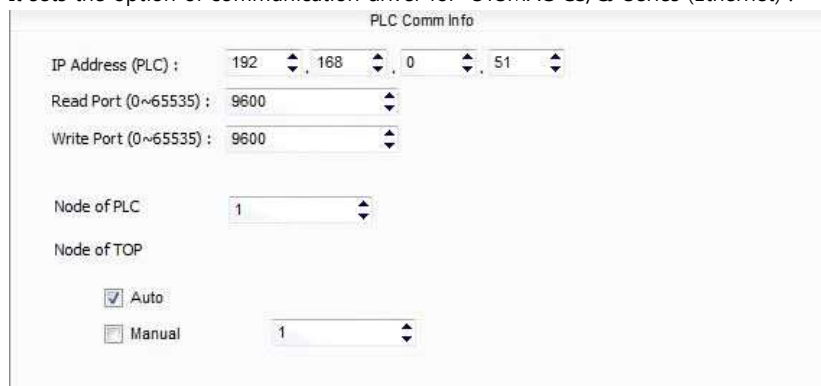 PLC Comm Info
IP Address (PLC) : 192 . 168 . 0 . 51
Read Port (0~65535) : 9600
Write Port (0~65535) : 9600
Node of PLC 1
Node of TOP
Auto
Manual 1